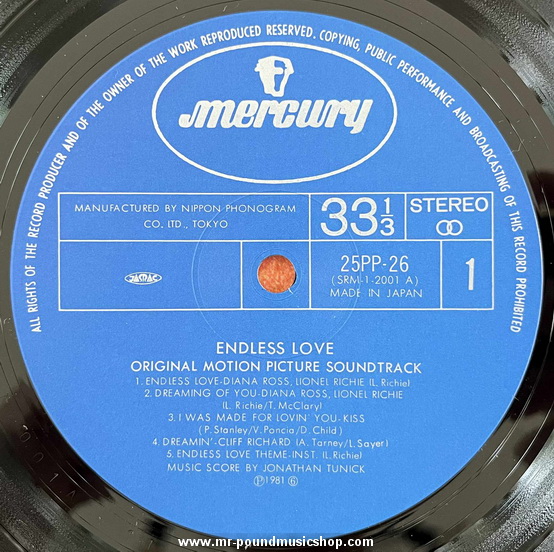 ALL RIGHTS OF THE RECORD PRODUCER AND OF THE OWNER OF THE WORK REPRODUCED RESERVED. COPYING, PUBLIC PERFORMANCE AND BROADCASTING OF THIS RECORD PROHIBITED
mercury
MANUFACTURED BY NIPPON PHONOGRAM
CO. LTD., TOKYO
33 1/3
STEREO
JASRAC
25PP-26
(SRM-1-2001 A)
MADE IN JAPAN
1
ENDLESS LOVE
ORIGINAL MOTION PICTURE SOUNDTRACK
1. ENDLESS LOVE-DIANA ROSS, LIONEL RICHIE (L. Richie)
2. DREAMING OF YOU-DIANA ROSS, LIONEL RICHIE
(L. Richie/T. McClary)
3. I WAS MADE FOR LOVIN' YOU-KISS
(P. Stanley/V. Poncia/D. Child)
4. DREAMIN'-CLIFF RICHARD (A. Tarney/L. Sayer)
5. ENDLESS LOVE THEME-INST. (L. Richie)
MUSIC SCORE BY JONATHAN TUNICK
Ⓟ1981 ⑥
www.mr-poundmusicshop.com